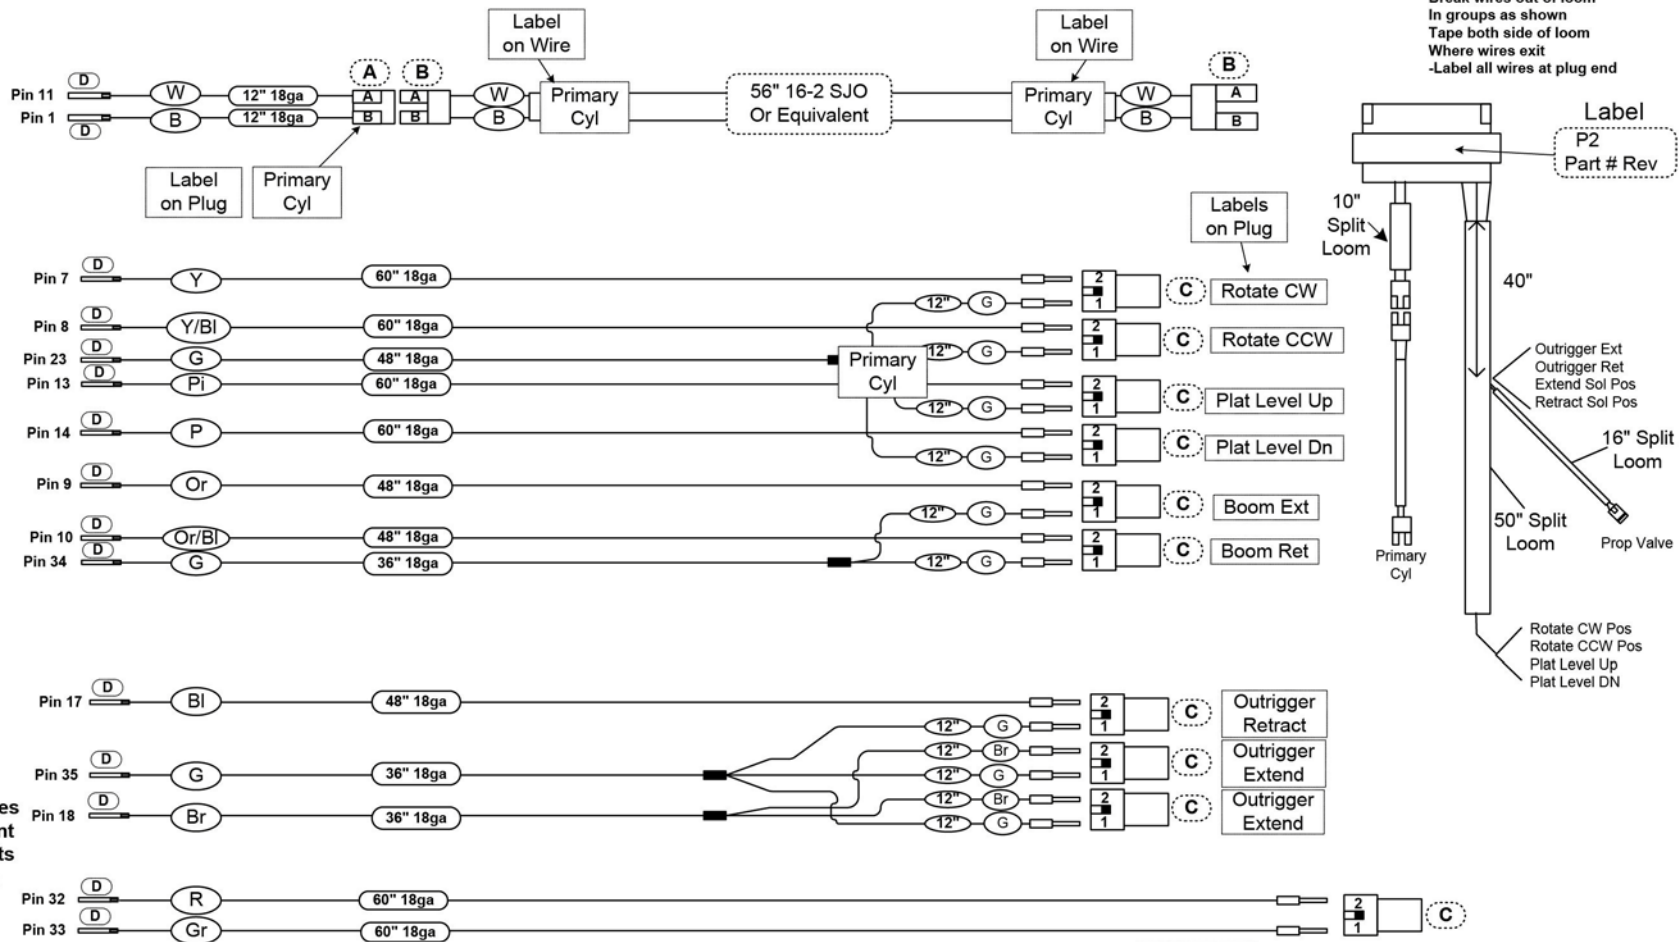 Break wires out of loom
In groups as shown
Tape both side of loom
Where wires exit
-Label all wires at plug end
Label
on Wire
Label
on Wire
Pin 11
D
W
12" 18ga
A
B
A
A
W
Primary
Cyl
56" 16-2 SJO
Or Equivalent
Primary
Cyl
W
B
A
Pin 1
D
B
12" 18ga
B
B
B
B
B
Label
on Plug
Primary
Cyl
Label
P2
Part # Rev
Labels
on Plug
10"
Split
Loom
40"
Pin 7
D
Y
60" 18ga
2
1
C
Rotate CW
12"
G
Pin 8
D
Y/Bl
60" 18ga
2
1
C
Rotate CCW
Pin 23
D
G
48" 18ga
Primary
Cyl
12"
G
Pin 13
D
Pi
60" 18ga
2
1
C
Plat Level Up
12"
G
Pin 14
D
P
60" 18ga
2
1
C
Plat Level Dn
12"
G
Pin 9
D
Or
48" 18ga
2
1
C
Boom Ext
12"
G
Pin 10
D
Or/Bl
48" 18ga
2
1
C
Boom Ret
Pin 34
D
G
36" 18ga
12"
G
Outrigger Ext
Outrigger Ret
Extend Sol Pos
Retract Sol Pos
16" Split
Loom
50" Split
Loom
Prop Valve
Primary
Cyl
Rotate CW Pos
Rotate CCW Pos
Plat Level Up
Plat Level DN
Pin 17
D
Bl
48" 18ga
2
1
C
Outrigger
Retract
12"
G
12"
Br
2
1
C
Outrigger
Extend
Pin 35
D
G
36" 18ga
12"
G
12"
Br
2
1
C
Outrigger
Extend
Pin 18
D
Br
36" 18ga
12"
G
Pin 32
D
R
60" 18ga
2
1
C
Pin 33
D
Gr
60" 18ga